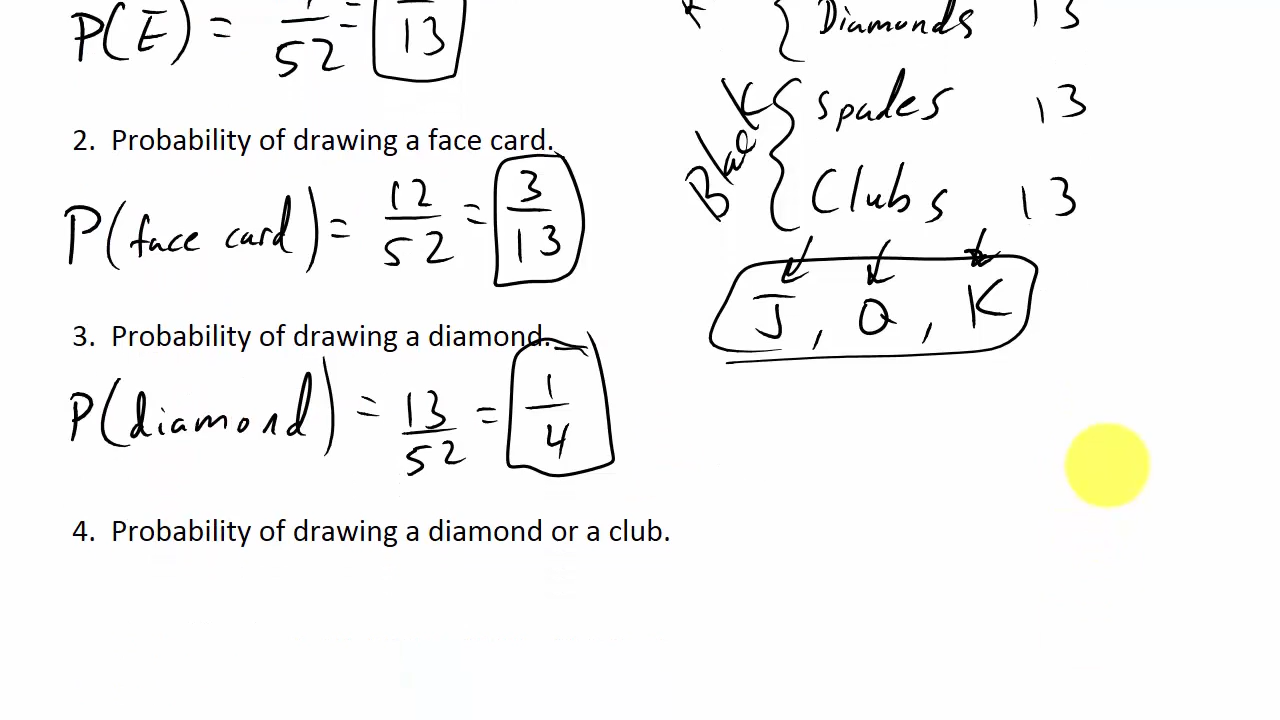 P(E) = 52 = 13
Diamonds 13
Black spades 13
Clubs 13
2. Probability of drawing a face card.
P(face card) = 12/52 = 3/13
J, Q, K
3. Probability of drawing a diamond.
P(diamond) = 13/52 = 1/4
4. Probability of drawing a diamond or a club.